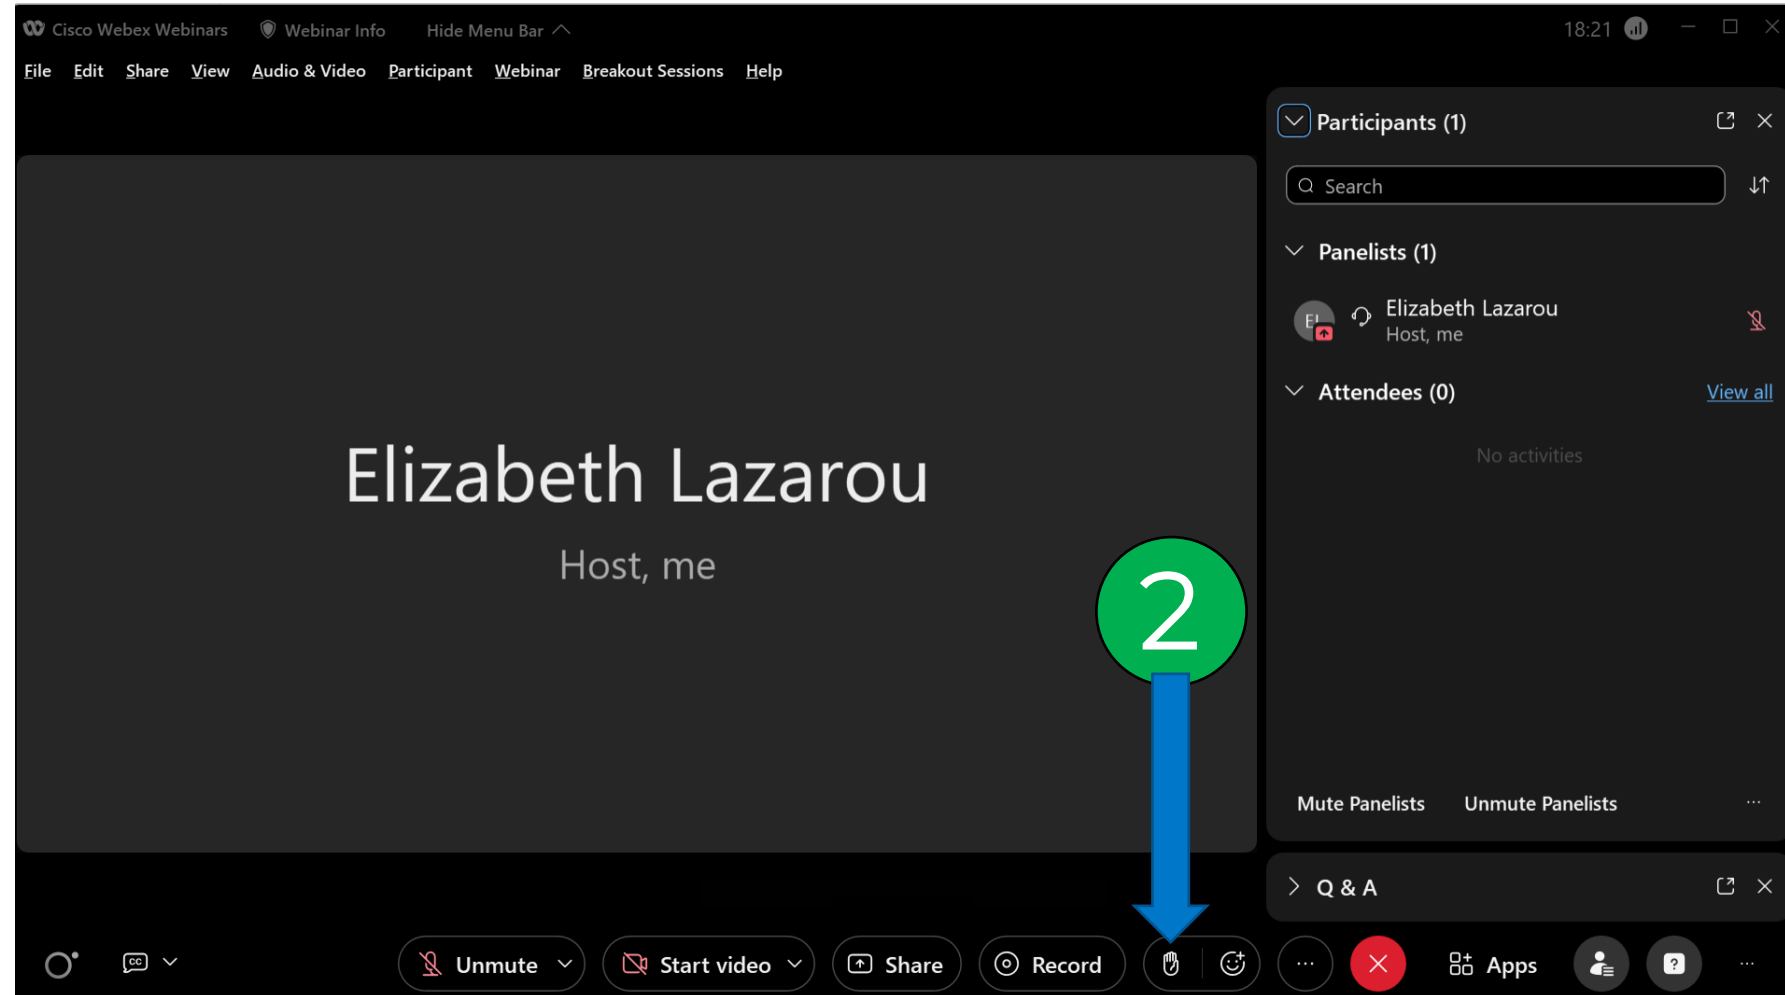 Cisco Webex Webinars Webinar Info Hide Menu Bar 18:21
File Edit Share View Audio & Video Participant Webinar Breakout Sessions Help
Participants (1)
Search
Panelists (1)
EL Elizabeth Lazarou
Host, me
Attendees (0) View all
No activities
Elizabeth Lazarou
Host, me
2
Mute Panelists Unmute Panelists ...
Q & A
CC Unmute Start video Share Record ... Apps ? ...